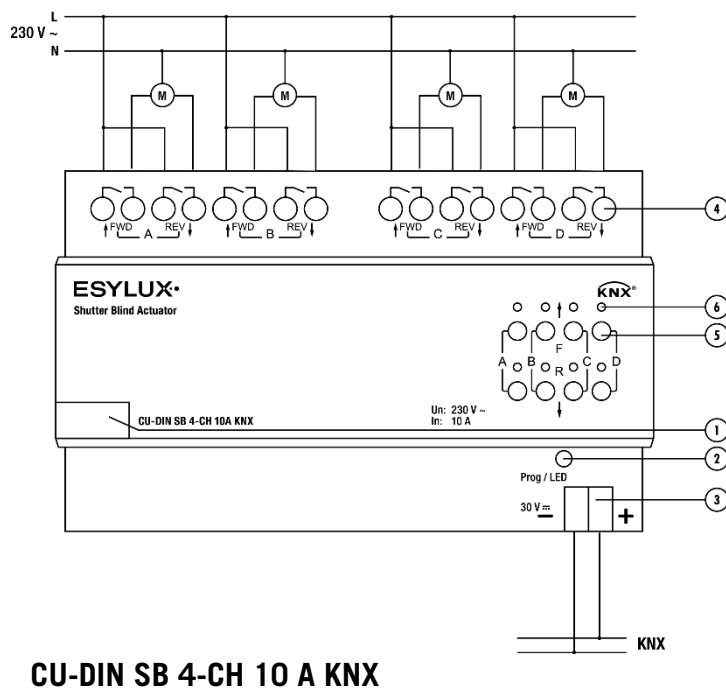 L
230 V ~
N
M M M M
FWD A REV FWD B REV FWD C REV FWD D REV
4
ESYLUX
KNX®
Shutter Blind Actuator
6
5
F
A B C D
R
CU-DIN SB 4-CH 10A KNX
Un: 230 V ~
In: 10 A
1
2
Prog / LED
30 V
3
− +
KNX
CU-DIN SB 4-CH 10 A KNX